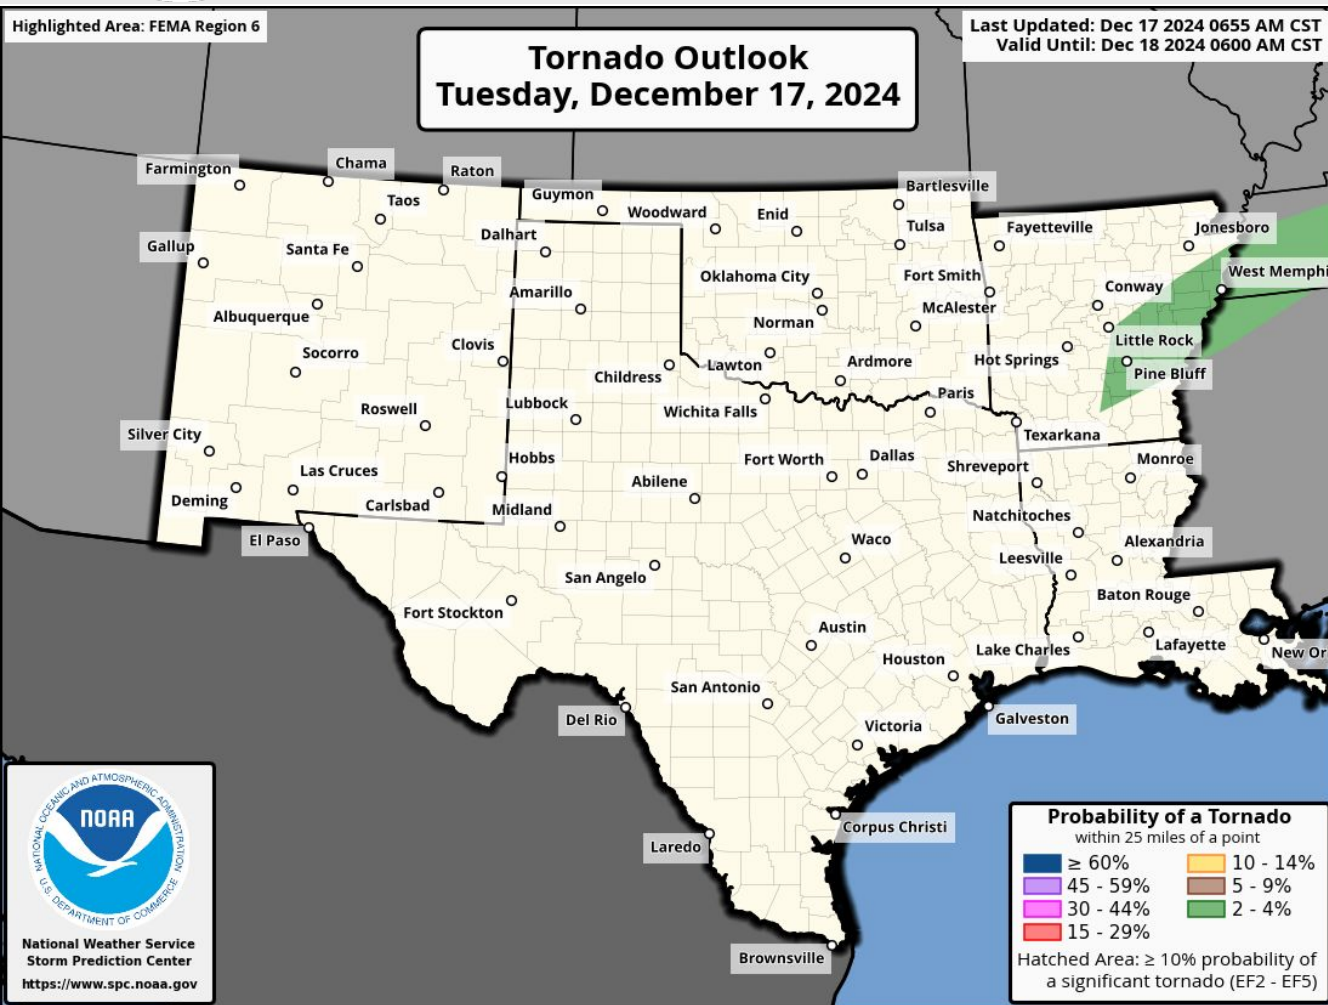 Highlighted Area: FEMA Region 6
Last Updated: Dec 17 2024 0655 AM CST
Valid Until: Dec 18 2024 0600 AM CST
Tornado Outlook
Tuesday, December 17, 2024
Farmington
Chama
Raton
Taos
Guymon
Woodward
Enid
Bartlesville
Tulsa
Fayetteville
Jonesboro
Gallup
Santa Fe
Dalhart
Oklahoma City
Fort Smith
West Memphi
Albuquerque
Amarillo
Norman
McAlester
Conway
Socorro
Clovis
Childress
Lawton
Ardmore
Hot Springs
Little Rock
Pine Bluff
Roswell
Lubbock
Wichita Falls
Paris
Texarkana
Silver City
Las Cruces
Hobbs
Abilene
Fort Worth
Dallas
Shreveport
Monroe
Deming
Carlsbad
Midland
Natchitoches
El Paso
San Angelo
Waco
Leesville
Alexandria
Fort Stockton
Baton Rouge
Austin
Houston
Lake Charles
Lafayette
New Or
San Antonio
Del Rio
Victoria
Galveston
Laredo
Corpus Christi
Brownsville
NATIONAL OCEANIC AND ATMOSPHERIC ADMINISTRATION
NOAA
U.S. DEPARTMENT OF COMMERCE
National Weather Service
Storm Prediction Center
https://www.spc.noaa.gov
Probability of a Tornado
within 25 miles of a point
≥ 60%
45 - 59%
30 - 44%
15 - 29%
10 - 14%
5 - 9%
2 - 4%
Hatched Area: ≥ 10% probability of
a significant tornado (EF2 - EF5)